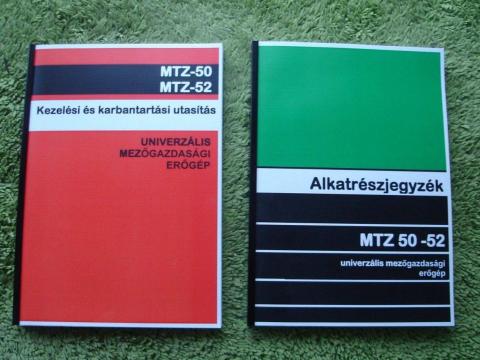 MTZ-50
MTZ-52
Kezelési és karbantartási utasítás
UNIVERZÁLIS
MEZŐGAZDASÁGI
ERŐGÉP
Alkatrészjegyzék
MTZ 50 -52
univerzális mezőgazdasági
erőgép